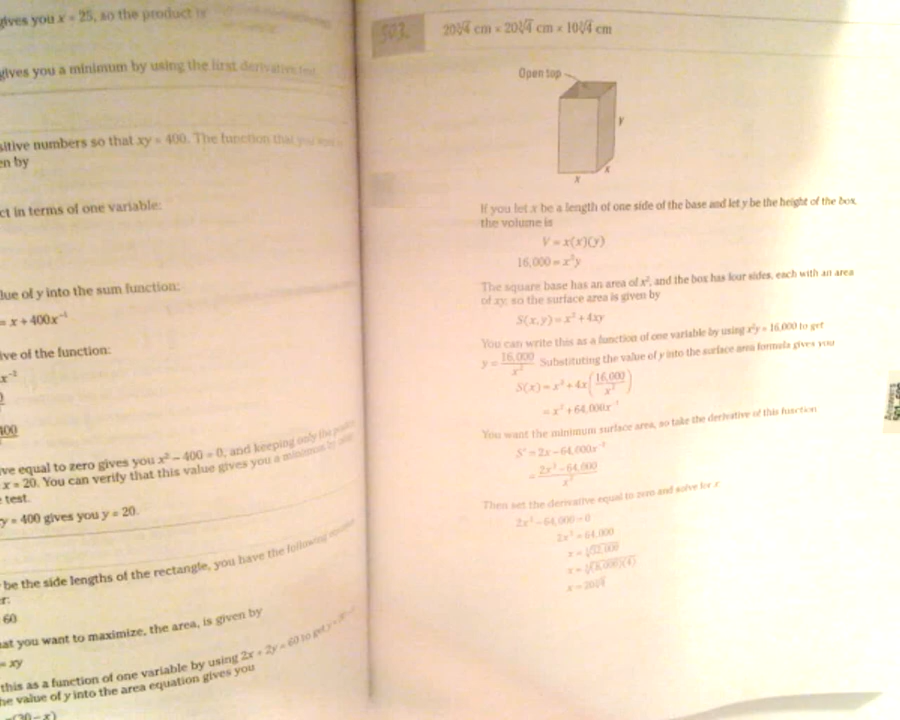 gives you x = 25, so the product is
gives you a minimum by using the first derivative test.
sitive numbers so that xy = 400. The function that you
en by
ct in terms of one variable:
lue of y into the sum function:
= x + 400x⁻¹
ive of the function:
x⁻²
400
ve equal to zero gives you x² − 400 = 0, and keeping only the
x = 20. You can verify that this value gives you a minimum by
test.
y = 400 gives you y = 20.
be the side lengths of the rectangle, you have the following
r:
60
at you want to maximize, the area, is given by
= xy
this as a function of one variable by using 2x + 2y = 60 to get
he value of y into the area equation gives you
(30 − x)
503.
20∛4 cm × 20∛4 cm × 10∛4 cm
Open top
y
x
x
If you let x be a length of one side of the base and let y be the height of the box,
the volume is
V = x(x)(y)
16,000 = x²y
The square base has an area of x², and the box has four sides, each with an area
of xy, so the surface area is given by
S(x, y) = x² + 4xy
You can write this as a function of one variable by using x²y = 16,000 to get
y = 16,000/x². Substituting the value of y into the surface area formula gives you
S(x) = x² + 4x(16,000/x²)
= x² + 64,000x⁻¹
You want the minimum surface area, so take the derivative of this function
S' = 2x − 64,000x⁻²
= (2x³ − 64,000)/x²
Then set the derivative equal to zero and solve for x
2x³ − 64,000 = 0
2x³ = 64,000
x = ∛32,000
x = ∛(8,000)(4)
x = 20∛4